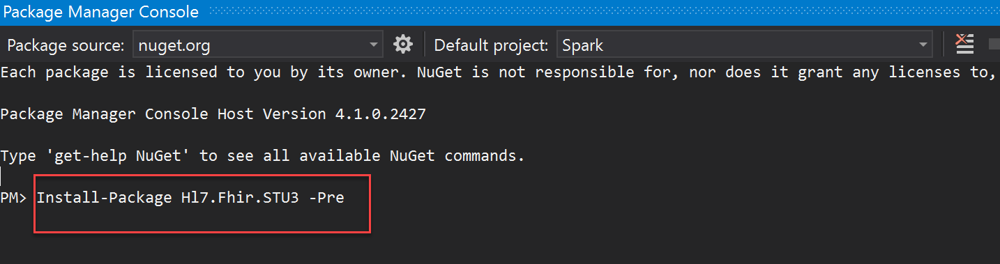 Package Manager Console
Package source: nuget.org Default project: Spark
Each package is licensed to you by its owner. NuGet is not responsible for, nor does it grant any licenses to,
Package Manager Console Host Version 4.1.0.2427
Type 'get-help NuGet' to see all available NuGet commands.
PM> Install-Package Hl7.Fhir.STU3 -Pre